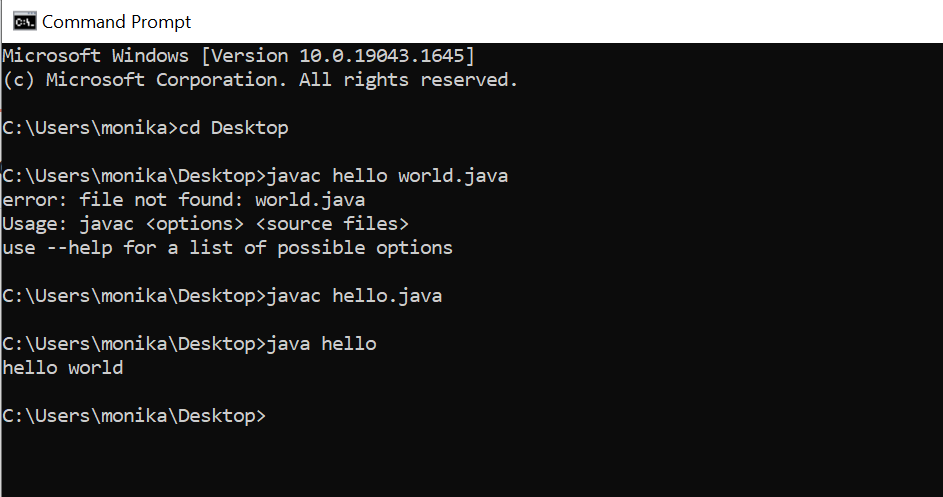 Command Prompt
Microsoft Windows [Version 10.0.19043.1645]
(c) Microsoft Corporation. All rights reserved.
C:\Users\monika>cd Desktop
C:\Users\monika\Desktop>javac hello world.java
error: file not found: world.java
Usage: javac <options> <source files>
use --help for a list of possible options
C:\Users\monika\Desktop>javac hello.java
C:\Users\monika\Desktop>java hello
hello world
C:\Users\monika\Desktop>